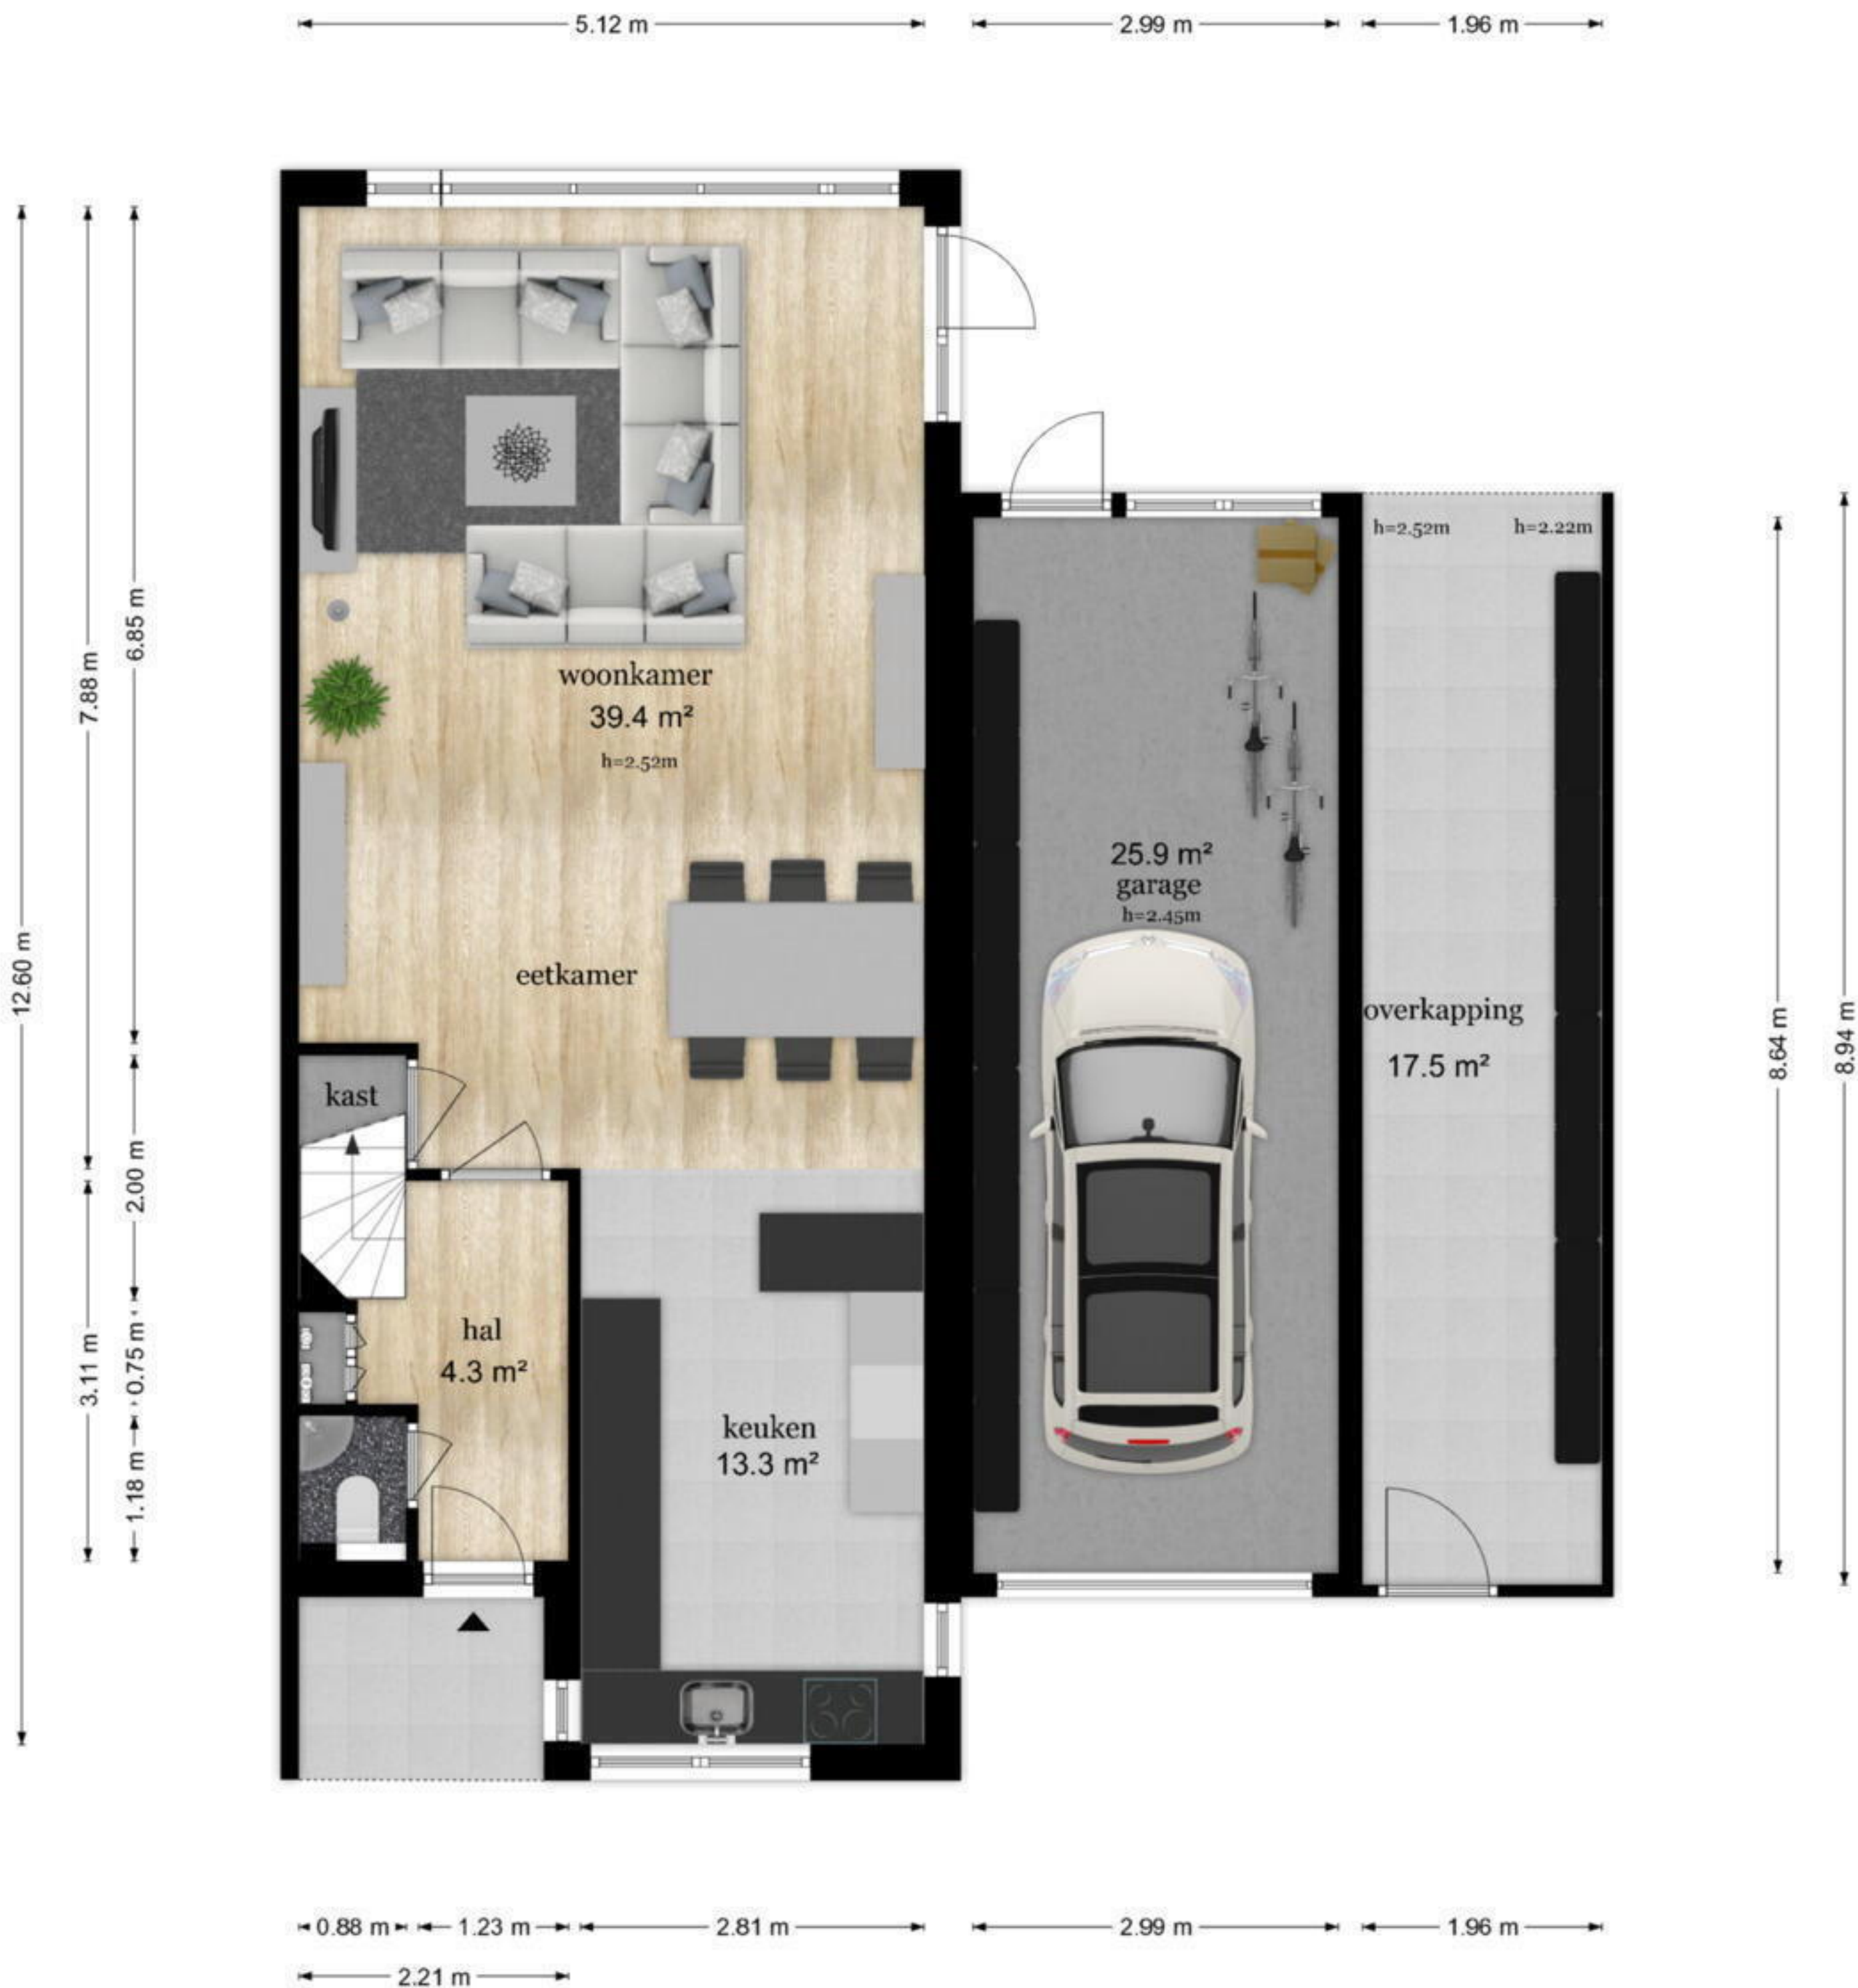 5.12 m
2.99 m
1.96 m
12.60 m
7.88 m
6.85 m
h=2.52m
h=2.22m
woonkamer
39.4 m²
h=2.52m
25.9 m²
garage
h=2.45m
eetkamer
overkapping
17.5 m²
8.64 m
8.94 m
kast
2.00 m
3.11 m
0.75 m
1.18 m
hal
4.3 m²
keuken
13.3 m²
0.88 m
1.23 m
2.81 m
2.99 m
1.96 m
2.21 m